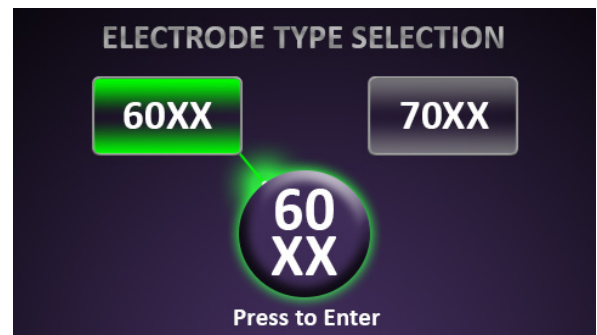 ELECTRODE TYPE SELECTION
60XX
70XX
60
XX
Press to Enter